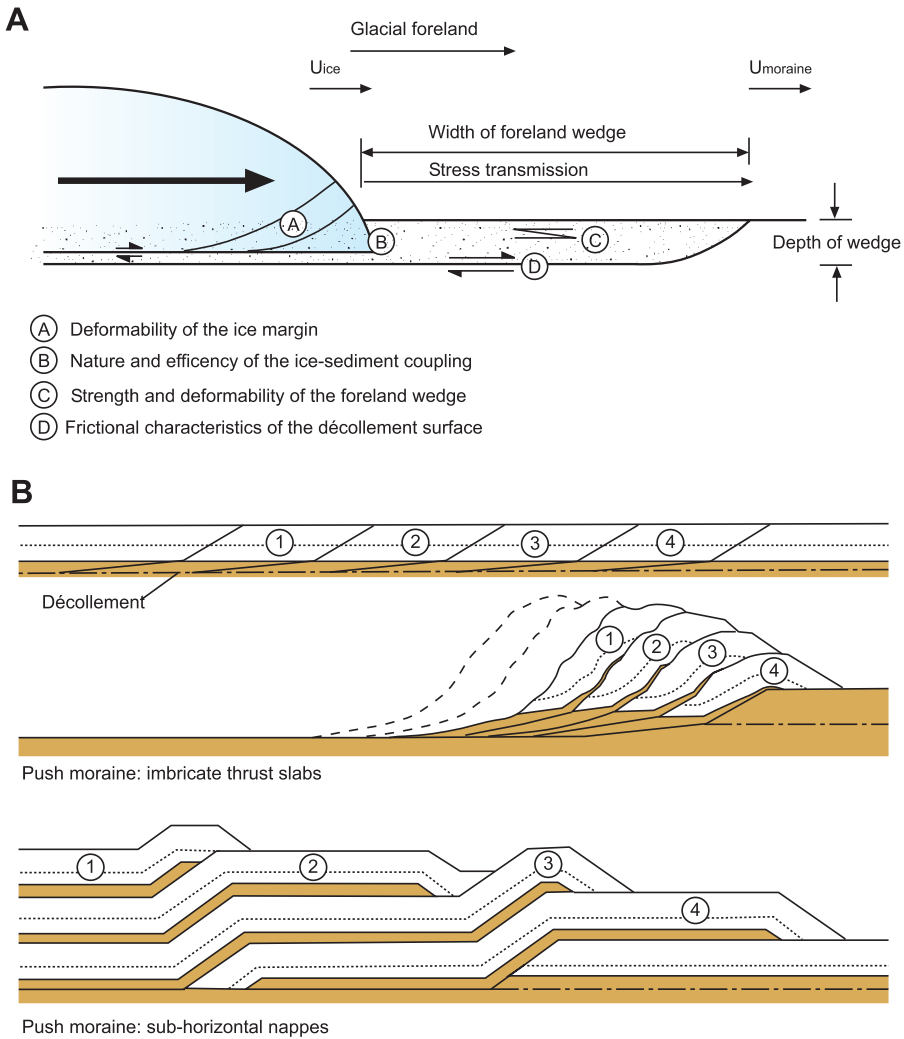 A
Glacial foreland
Uice
Umoraine
Width of foreland wedge
Stress transmission
A
B
C
D
Depth of wedge
A Deformability of the ice margin
B Nature and efficency of the ice-sediment coupling
C Strength and deformability of the foreland wedge
D Frictional characteristics of the décollement surface
B
1 2 3 4
Décollement
1 2 3 4
Push moraine: imbricate thrust slabs
1 2 3 4
Push moraine: sub-horizontal nappes